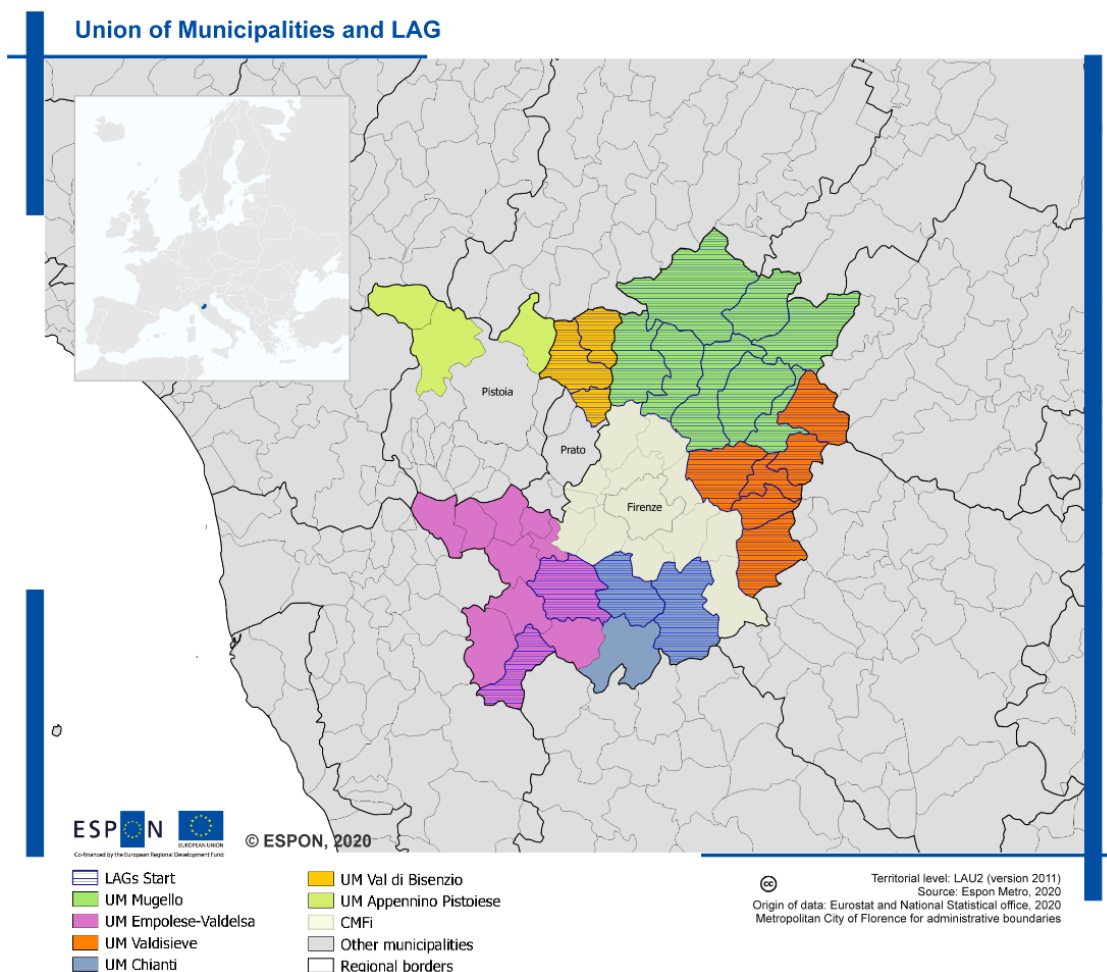 Union of Municipalities and LAG
Pistoia
Prato
Firenze
ESPON
EUROPEAN UNION
Co-financed by the European Regional Development Fund
© ESPON, 2020
LAGs Start
UM Mugello
UM Empolese-Valdelsa
UM Valdisieve
UM Chianti
UM Val di Bisenzio
UM Appennino Pistoiese
CMFi
Other municipalities
Regional borders
cc
Territorial level: LAU2 (version 2011)
Source: Espon Metro, 2020
Origin of data: Eurostat and National Statistical office, 2020
Metropolitan City of Florence for administrative boundaries